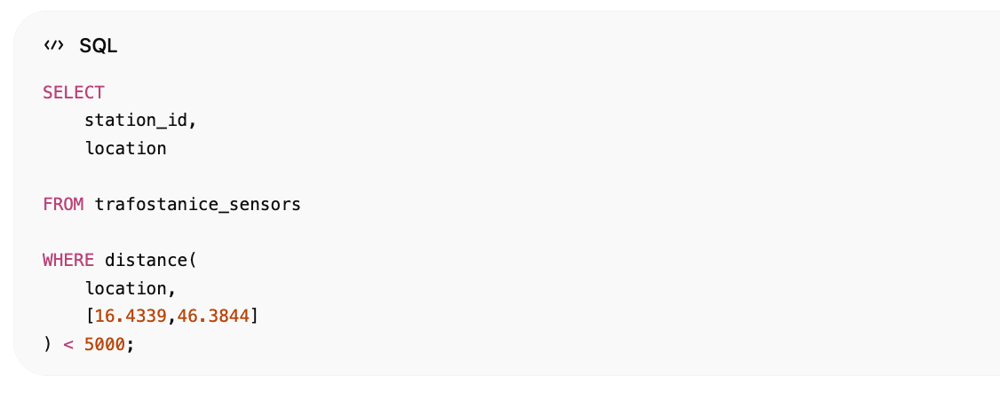 </> SQL
SELECT
    station_id,
    location
FROM trafostanice_sensors
WHERE distance(
    location,
    [16.4339,46.3844]
) < 5000;